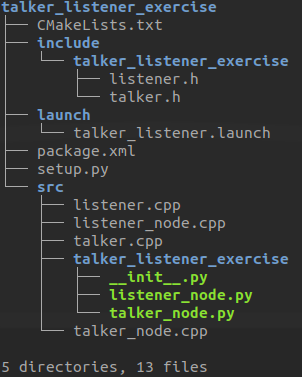 talker_listener_exercise
├── CMakeLists.txt
├── include
│   └── talker_listener_exercise
│       ├── listener.h
│       └── talker.h
├── launch
│   └── talker_listener.launch
├── package.xml
├── setup.py
└── src
    ├── listener.cpp
    ├── listener_node.cpp
    ├── talker.cpp
    ├── talker_listener_exercise
    │   ├── __init__.py
    │   ├── listener_node.py
    │   └── talker_node.py
    └── talker_node.cpp
5 directories, 13 files